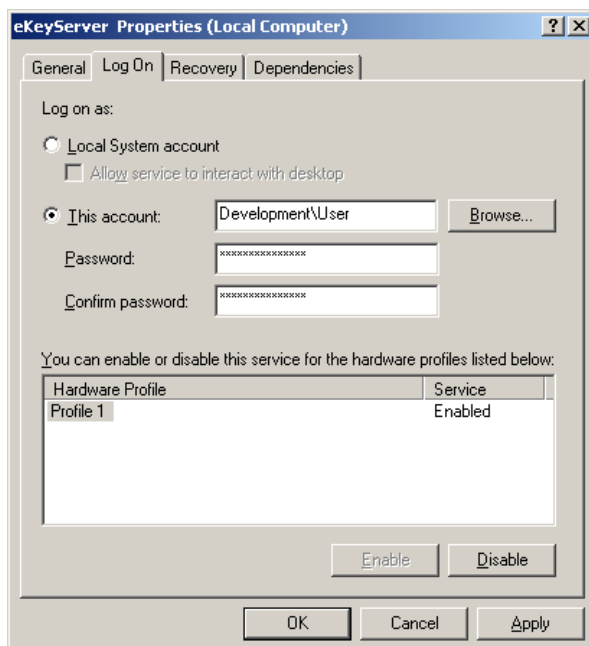 eKeyServer Properties (Local Computer)
General Log On Recovery Dependencies
Log on as:
Local System account
Allow service to interact with desktop
This account: Development\User Browse...
Password: ***************
Confirm password: ***************
You can enable or disable this service for the hardware profiles listed below:
Hardware Profile Service
Profile 1 Enabled
Enable Disable
OK Cancel Apply